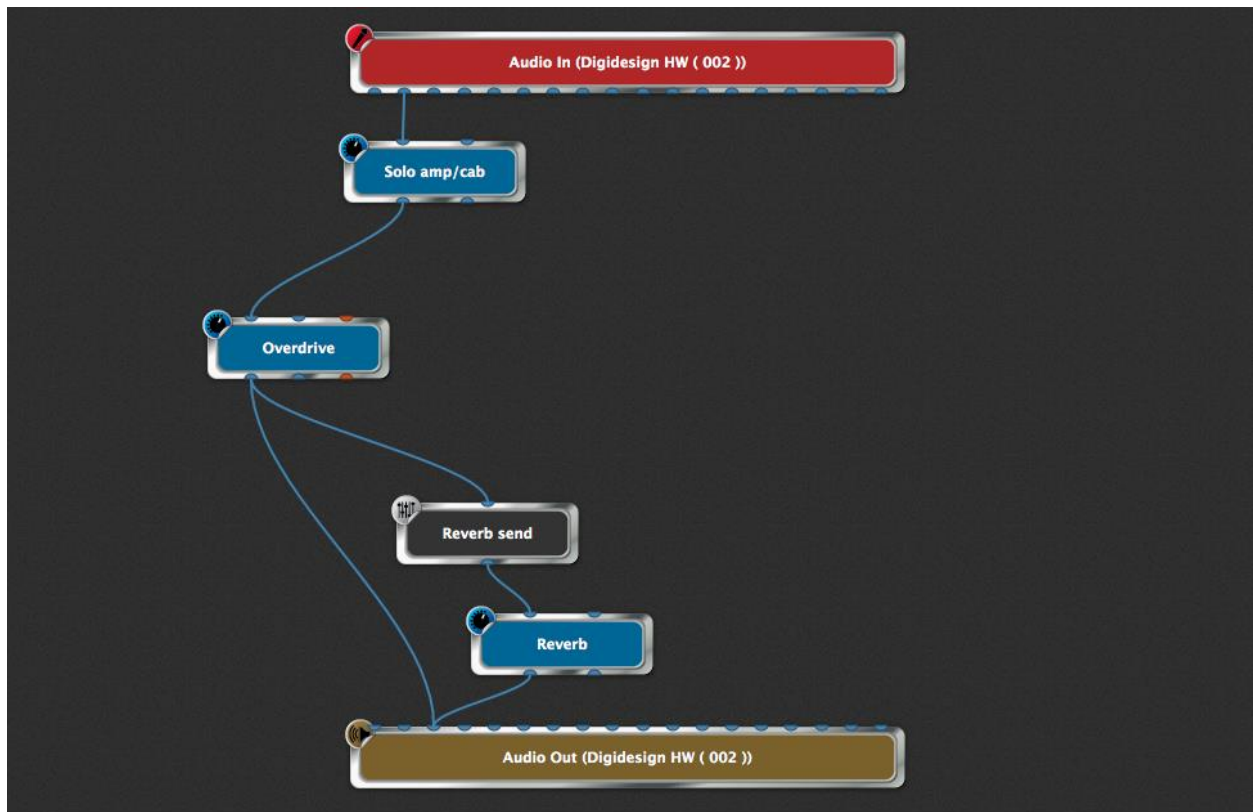 Audio In (Digidesign HW ( 002 ))
Solo amp/cab
Overdrive
Reverb send
Reverb
Audio Out (Digidesign HW ( 002 ))